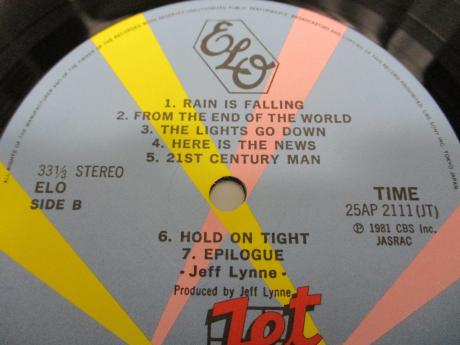 ELO
1. RAIN IS FALLING
2. FROM THE END OF THE WORLD
3. THE LIGHTS GO DOWN
4. HERE IS THE NEWS
5. 21ST CENTURY MAN
33⅓ STEREO
ELO
SIDE B
TIME
25AP 2111(JT)
Ⓟ 1981 CBS Inc.
JASRAC
6. HOLD ON TIGHT
7. EPILOGUE
- Jeff Lynne -
Produced by Jeff Lynne
Jet